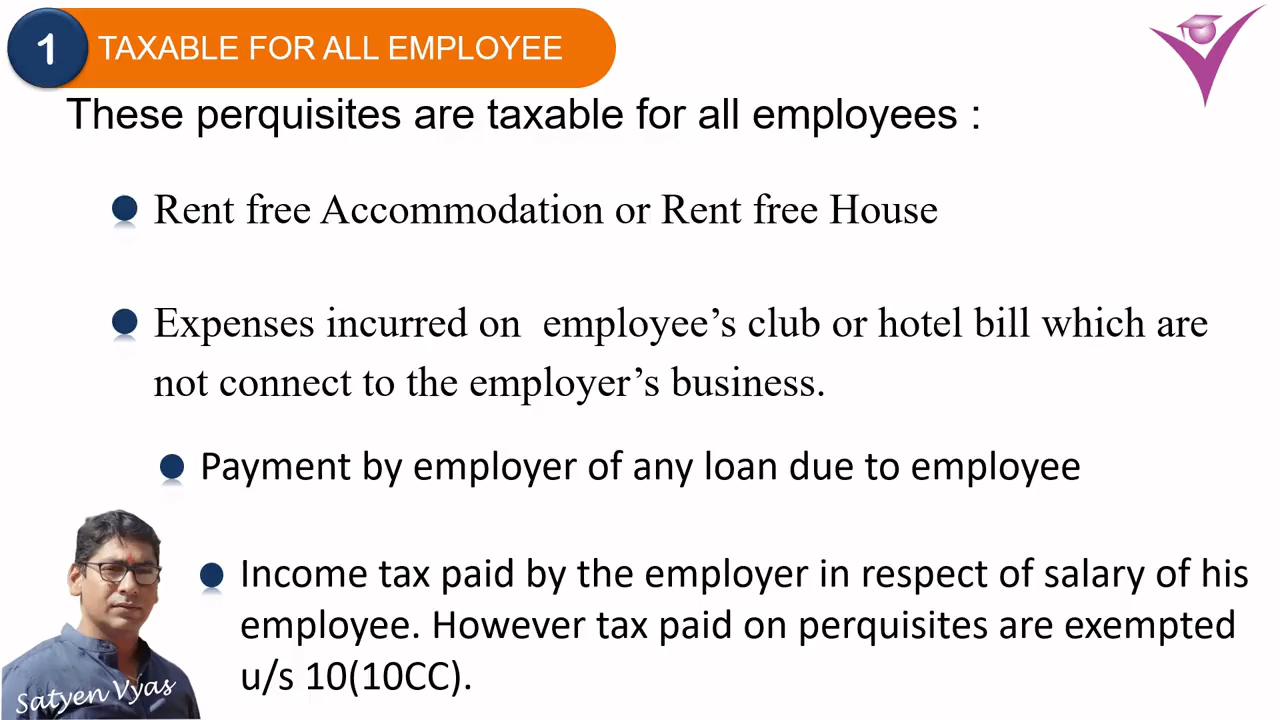 1
TAXABLE FOR ALL EMPLOYEE
These perquisites are taxable for all employees :
Rent free Accommodation or Rent free House
Expenses incurred on employee’s club or hotel bill which are
not connect to the employer’s business.
Payment by employer of any loan due to employee
Income tax paid by the employer in respect of salary of his
employee. However tax paid on perquisites are exempted
u/s 10(10CC).
Satyen Vyas